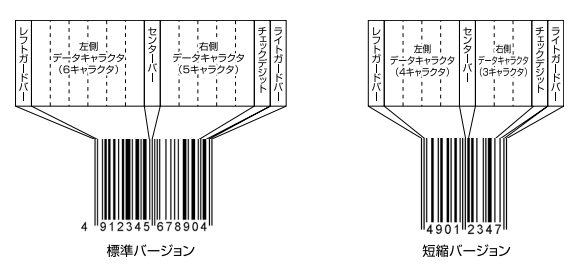 レフトガードバー
左側
データキャラクタ
(6キャラクタ)
センターバー
右側
データキャラクタ
(5キャラクタ)
チェックデジット
ライトガードバー
4 912345 678904
標準バージョン
レフトガードバー
左側
データキャラクタ
(4キャラクタ)
センターバー
右側
データキャラクタ
(3キャラクタ)
チェックデジット
ライトガードバー
4901 2347
短縮バージョン